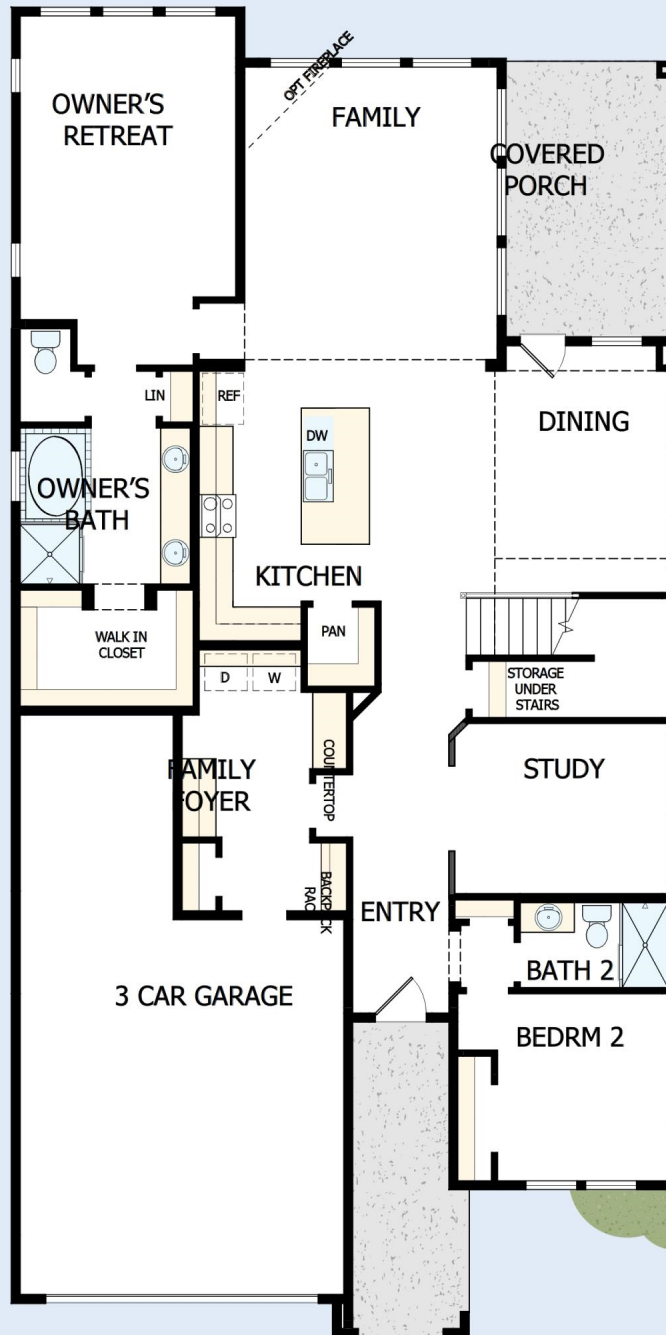 OWNER'S
RETREAT
OPT FIREPLACE
FAMILY
COVERED
PORCH
LIN
REF
DW
DINING
OWNER'S
BATH
KITCHEN
WALK IN
CLOSET
PAN
D
W
STORAGE
UNDER
STAIRS
FAMILY
FOYER
COUNTERTOP
STUDY
BACKPACK
RAC
ENTRY
BATH 2
3 CAR GARAGE
BEDRM 2